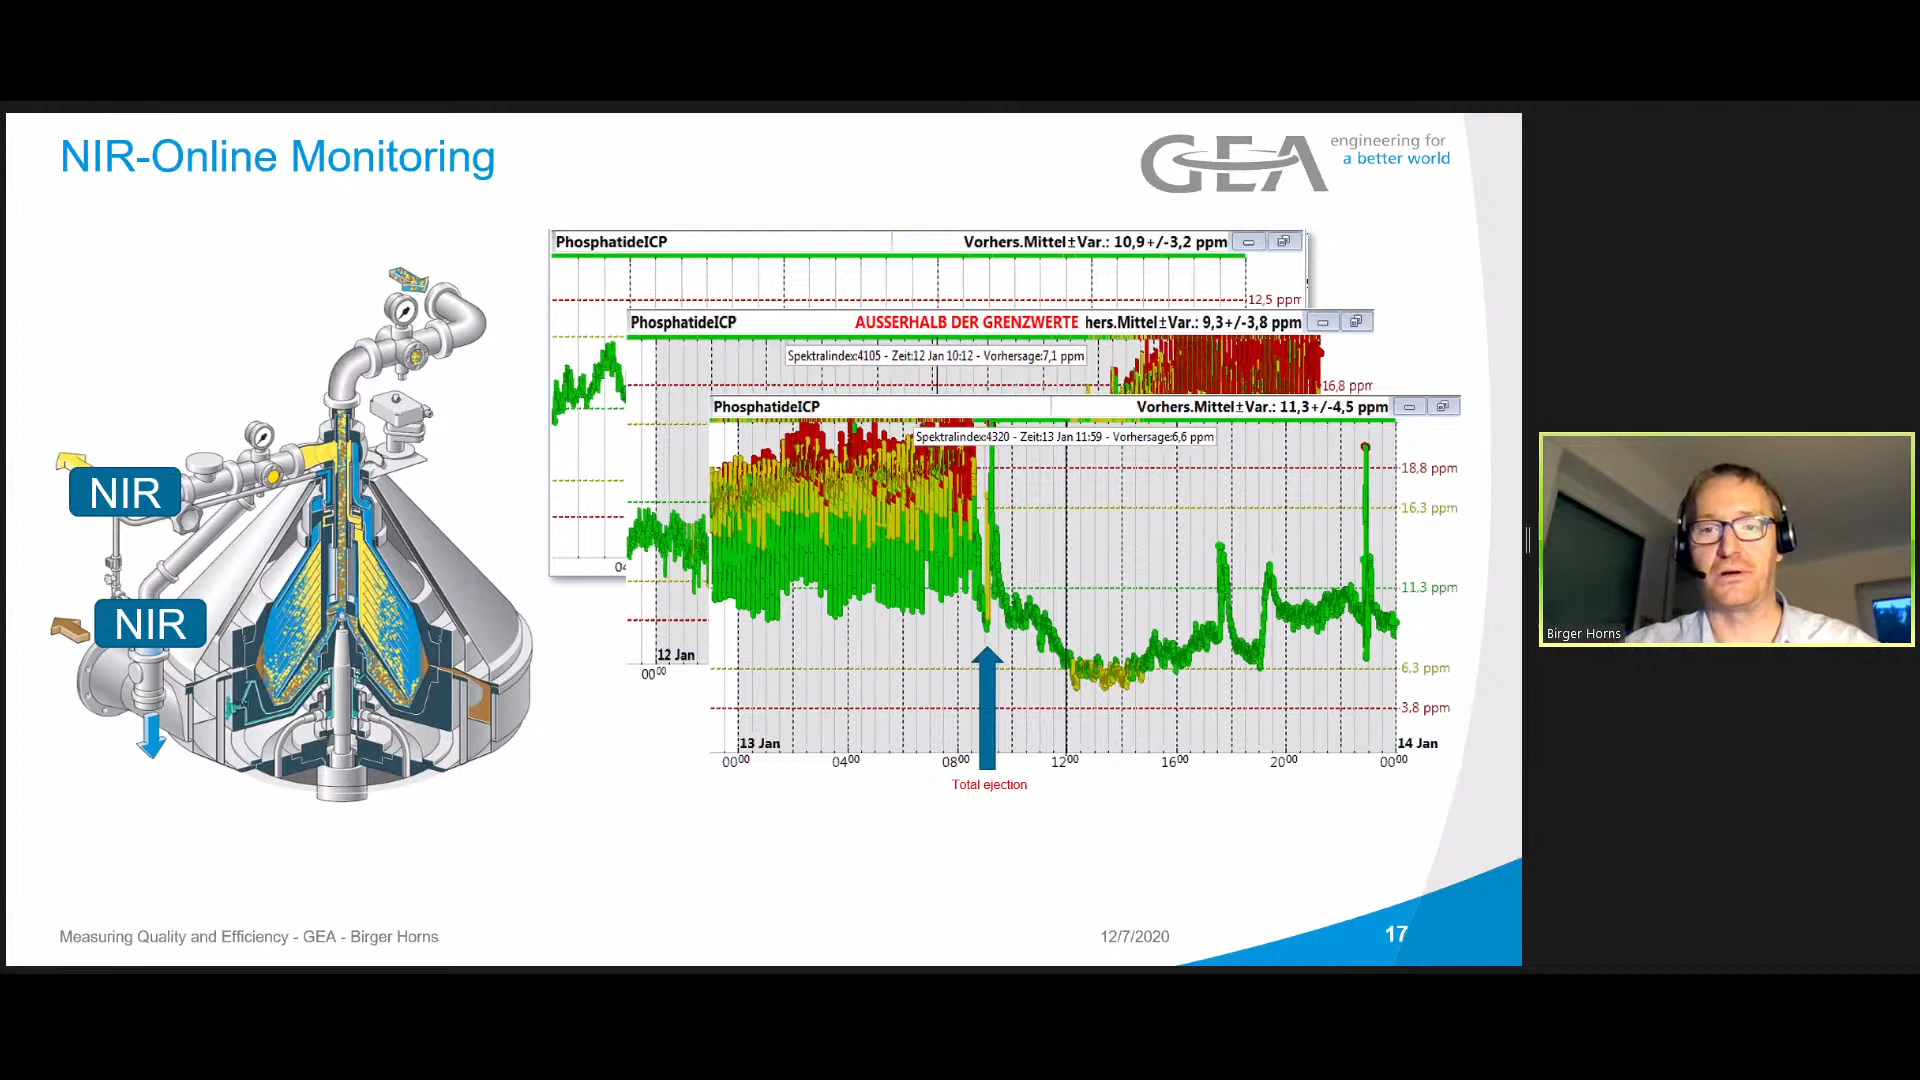 NIR-Online Monitoring
GEA
engineering for
a better world
PhosphatideICP
Vorhers.Mittel±Var.: 10,9+/-3,2 ppm
12,5 ppm
PhosphatideICP
AUSSERHALB DER GRENZWERTE
hers.Mittel±Var.: 9,3+/-3,8 ppm
Spektralindex:4105 - Zeit:12 Jan 10:12 - Vorhersage:7,1 ppm
16,8 ppm
PhosphatideICP
Vorhers.Mittel±Var.: 11,3+/-4,5 ppm
Spektralindex:4320 - Zeit:13 Jan 11:59 - Vorhersage:6,6 ppm
18,8 ppm
16,3 ppm
11,3 ppm
6,3 ppm
3,8 ppm
NIR
NIR
04
12 Jan
00⁰⁰
13 Jan
14 Jan
00⁰⁰ 04⁰⁰ 08⁰⁰ 12⁰⁰ 16⁰⁰ 20⁰⁰ 00⁰⁰
Total ejection
Birger Horns
Measuring Quality and Efficiency - GEA - Birger Horns
12/7/2020
17